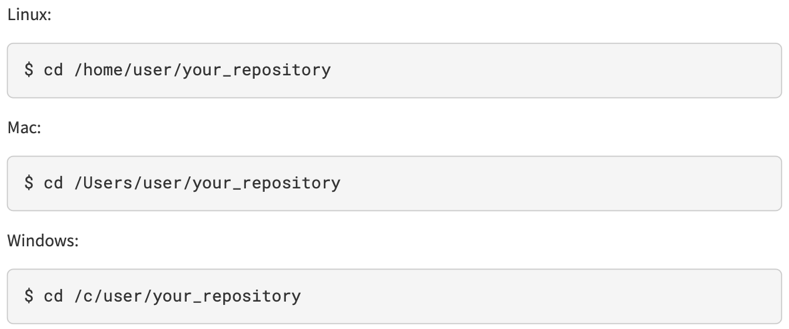 Linux:
$ cd /home/user/your_repository
Mac:
$ cd /Users/user/your_repository
Windows:
$ cd /c/user/your_repository